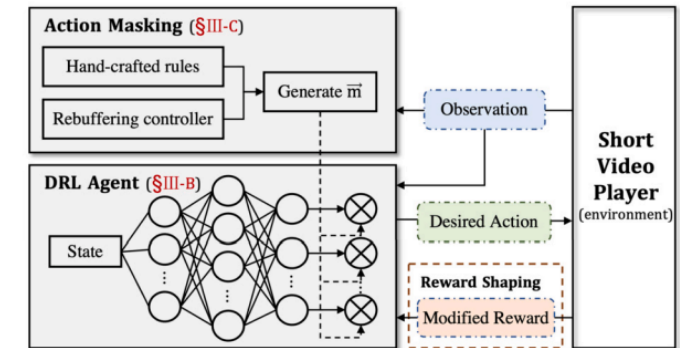 Action Masking (§III-C)
Hand-crafted rules
Rebuffering controller
Generate m⃗
Observation
Short
Video
Player
(environment)
DRL Agent (§III-B)
State
Desired Action
Reward Shaping
Modified Reward